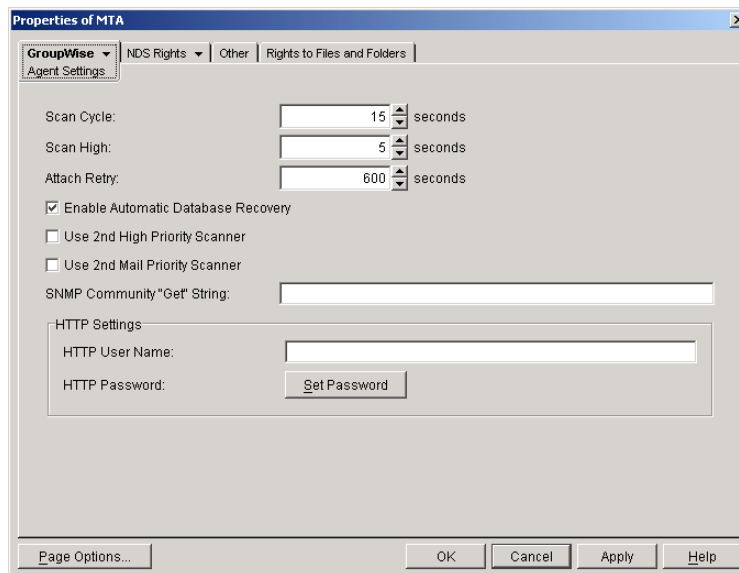 Properties of MTA
GroupWise NDS Rights Other Rights to Files and Folders
Agent Settings
Scan Cycle: 15 seconds
Scan High: 5 seconds
Attach Retry: 600 seconds
Enable Automatic Database Recovery
Use 2nd High Priority Scanner
Use 2nd Mail Priority Scanner
SNMP Community "Get" String:
HTTP Settings
HTTP User Name:
HTTP Password: Set Password
Page Options... OK Cancel Apply Help